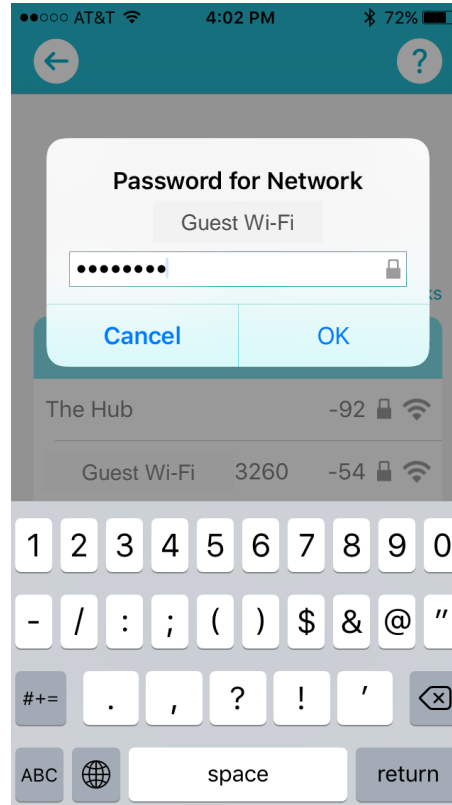 AT&T 4:02 PM 72%
?
Password for Network
Guest Wi-Fi
••••••••
ks
Cancel OK
The Hub -92
Guest Wi-Fi 3260 -54
1 2 3 4 5 6 7 8 9 0
- / : ; ( ) $ & @ "
#+= . , ? ! '
ABC space return